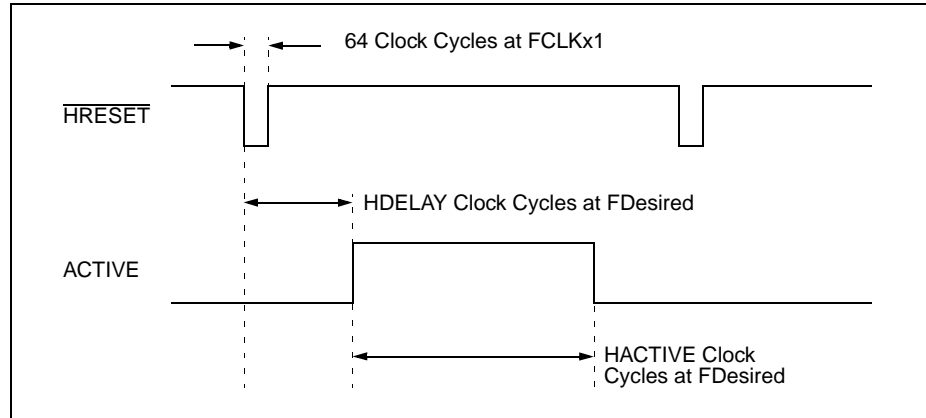 64 Clock Cycles at FCLKx1
HRESET
HDELAY Clock Cycles at FDesired
ACTIVE
HACTIVE Clock
Cycles at FDesired